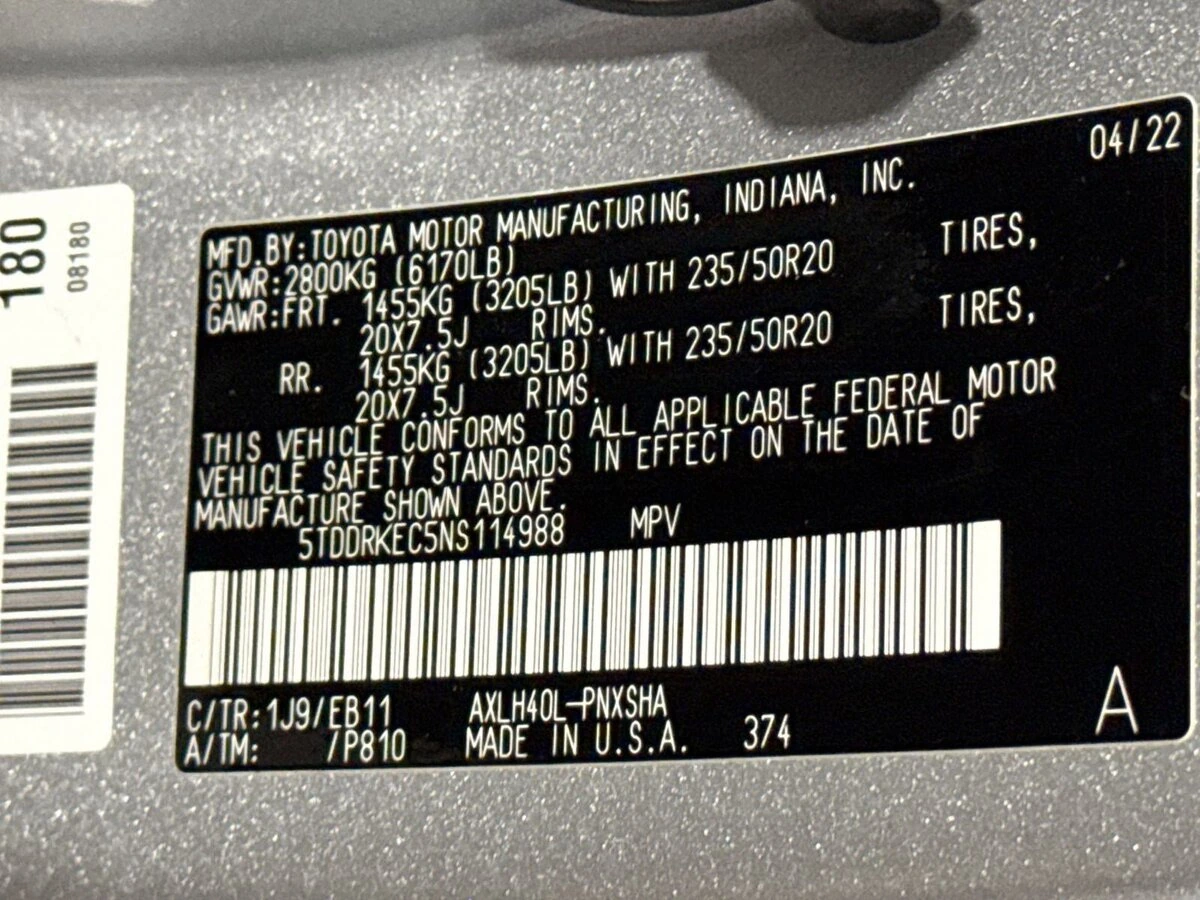 180
08180
04/22
MFD.BY:TOYOTA MOTOR MANUFACTURING, INDIANA, INC.
GVWR:2800KG (6170LB)
GAWR:FRT. 1455KG (3205LB) WITH 235/50R20 TIRES,
20X7.5J RIMS.
RR. 1455KG (3205LB) WITH 235/50R20 TIRES,
20X7.5J RIMS.
THIS VEHICLE CONFORMS TO ALL APPLICABLE FEDERAL MOTOR
VEHICLE SAFETY STANDARDS IN EFFECT ON THE DATE OF
MANUFACTURE SHOWN ABOVE.
5TDDRKEC5NS114988 MPV
C/TR:1J9/EB11 AXLH40L-PNXSHA
A/TM: /P810 MADE IN U.S.A. 374
A